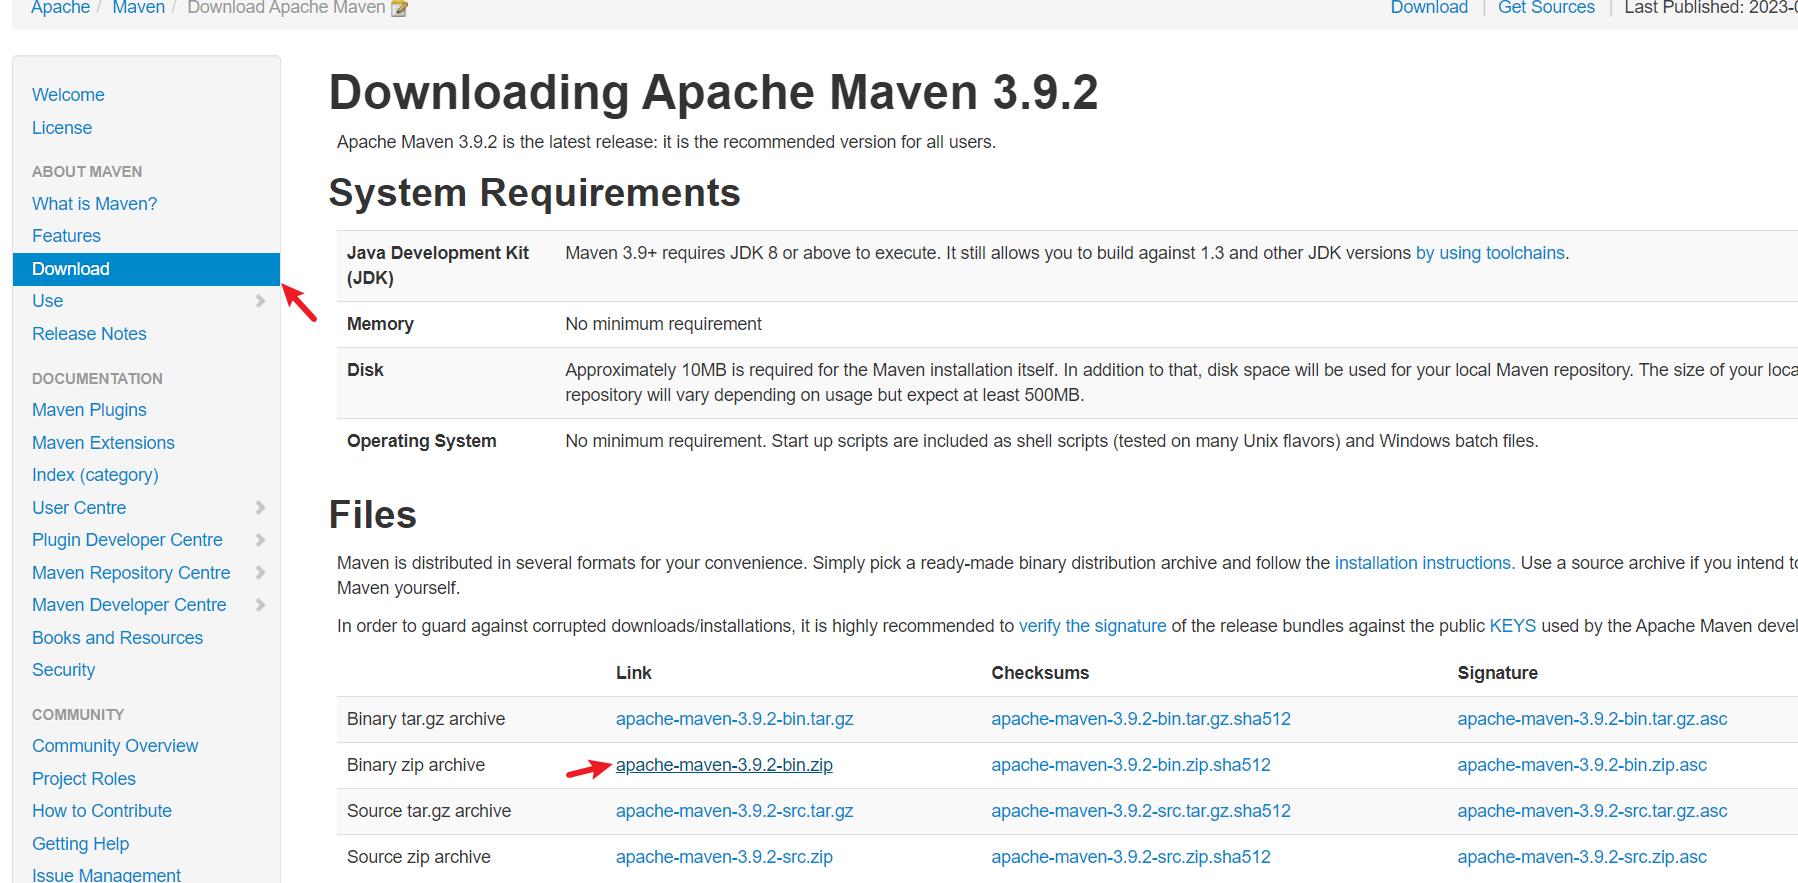 Apache / Maven / Download Apache Maven
Download | Get Sources | Last Published: 2023-0
Welcome
License
ABOUT MAVEN
What is Maven?
Features
Download
Use
Release Notes
DOCUMENTATION
Maven Plugins
Maven Extensions
Index (category)
User Centre
Plugin Developer Centre
Maven Repository Centre
Maven Developer Centre
Books and Resources
Security
COMMUNITY
Community Overview
Project Roles
How to Contribute
Getting Help
Issue Management
Downloading Apache Maven 3.9.2
Apache Maven 3.9.2 is the latest release: it is the recommended version for all users.
System Requirements
Java Development Kit
(JDK)
Maven 3.9+ requires JDK 8 or above to execute. It still allows you to build against 1.3 and other JDK versions by using toolchains.
Memory
No minimum requirement
Disk
Approximately 10MB is required for the Maven installation itself. In addition to that, disk space will be used for your local Maven repository. The size of your loca
repository will vary depending on usage but expect at least 500MB.
Operating System
No minimum requirement. Start up scripts are included as shell scripts (tested on many Unix flavors) and Windows batch files.
Files
Maven is distributed in several formats for your convenience. Simply pick a ready-made binary distribution archive and follow the installation instructions. Use a source archive if you intend to
Maven yourself.
In order to guard against corrupted downloads/installations, it is highly recommended to verify the signature of the release bundles against the public KEYS used by the Apache Maven devel
Link Checksums Signature
Binary tar.gz archive apache-maven-3.9.2-bin.tar.gz apache-maven-3.9.2-bin.tar.gz.sha512 apache-maven-3.9.2-bin.tar.gz.asc
Binary zip archive apache-maven-3.9.2-bin.zip apache-maven-3.9.2-bin.zip.sha512 apache-maven-3.9.2-bin.zip.asc
Source tar.gz archive apache-maven-3.9.2-src.tar.gz apache-maven-3.9.2-src.tar.gz.sha512 apache-maven-3.9.2-src.tar.gz.asc
Source zip archive apache-maven-3.9.2-src.zip apache-maven-3.9.2-src.zip.sha512 apache-maven-3.9.2-src.zip.asc